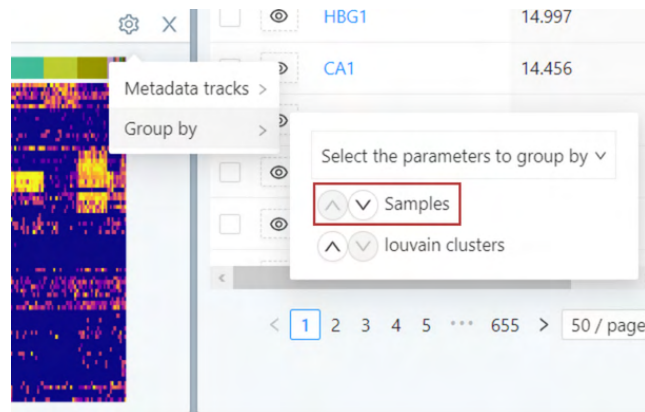 HBG1 14.997
CA1 14.456
Metadata tracks >
Group by >
Select the parameters to group by
Samples
louvain clusters
< 1 2 3 4 5 ••• 655 > 50 / page